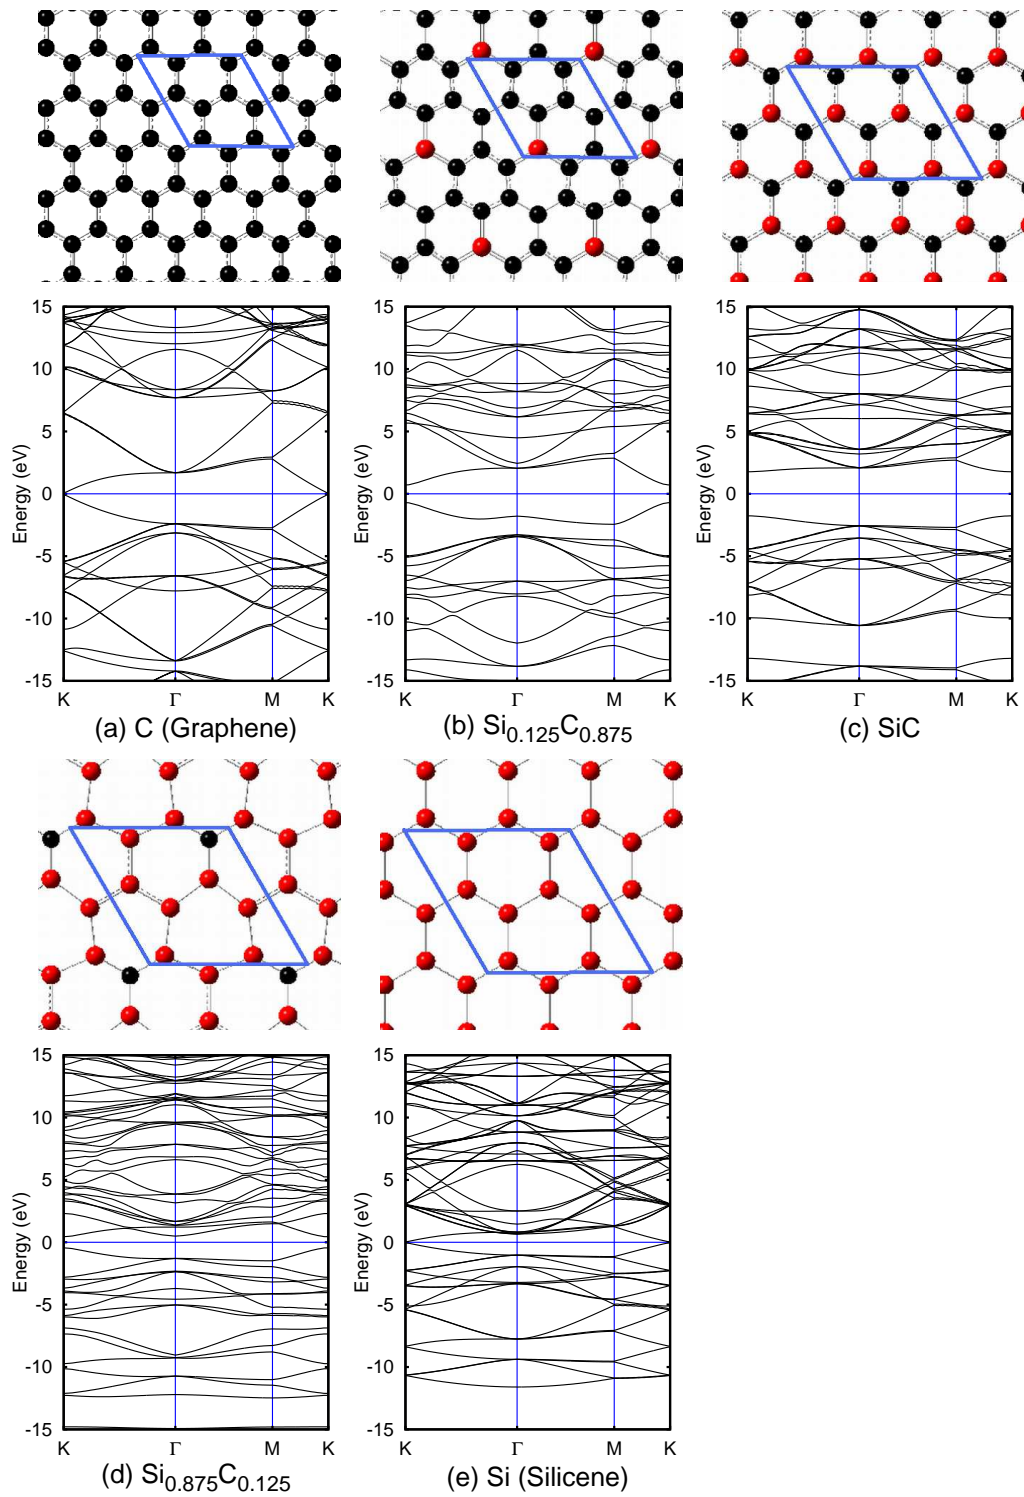 15 15 15
10 10 10
5 5 5
0 0 0
-5 -5 -5
-10 -10 -10
-15 -15 -15
Energy (eV) Energy (eV) Energy (eV)
K Γ M K K Γ M K K Γ M K
(a) C (Graphene) (b) Si0.125C0.875 (c) SiC
15 15
10 10
5 5
0 0
-5 -5
-10 -10
-15 -15
Energy (eV) Energy (eV)
K Γ M K K Γ M K
(d) Si0.875C0.125 (e) Si (Silicene)